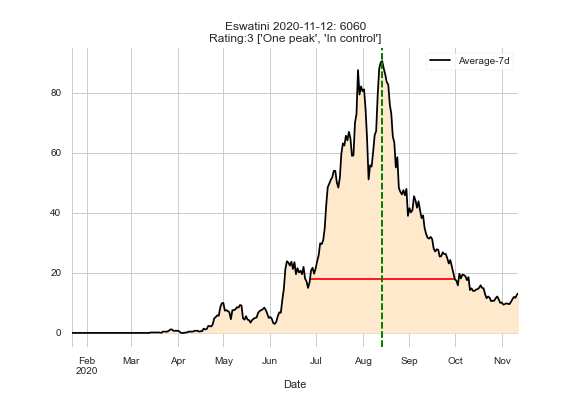 Eswatini 2020-11-12: 6060
Rating:3 ['One peak', 'In control']
Average-7d
80
60
40
20
0
Feb Mar Apr May Jun Jul Aug Sep Oct Nov
2020
Date